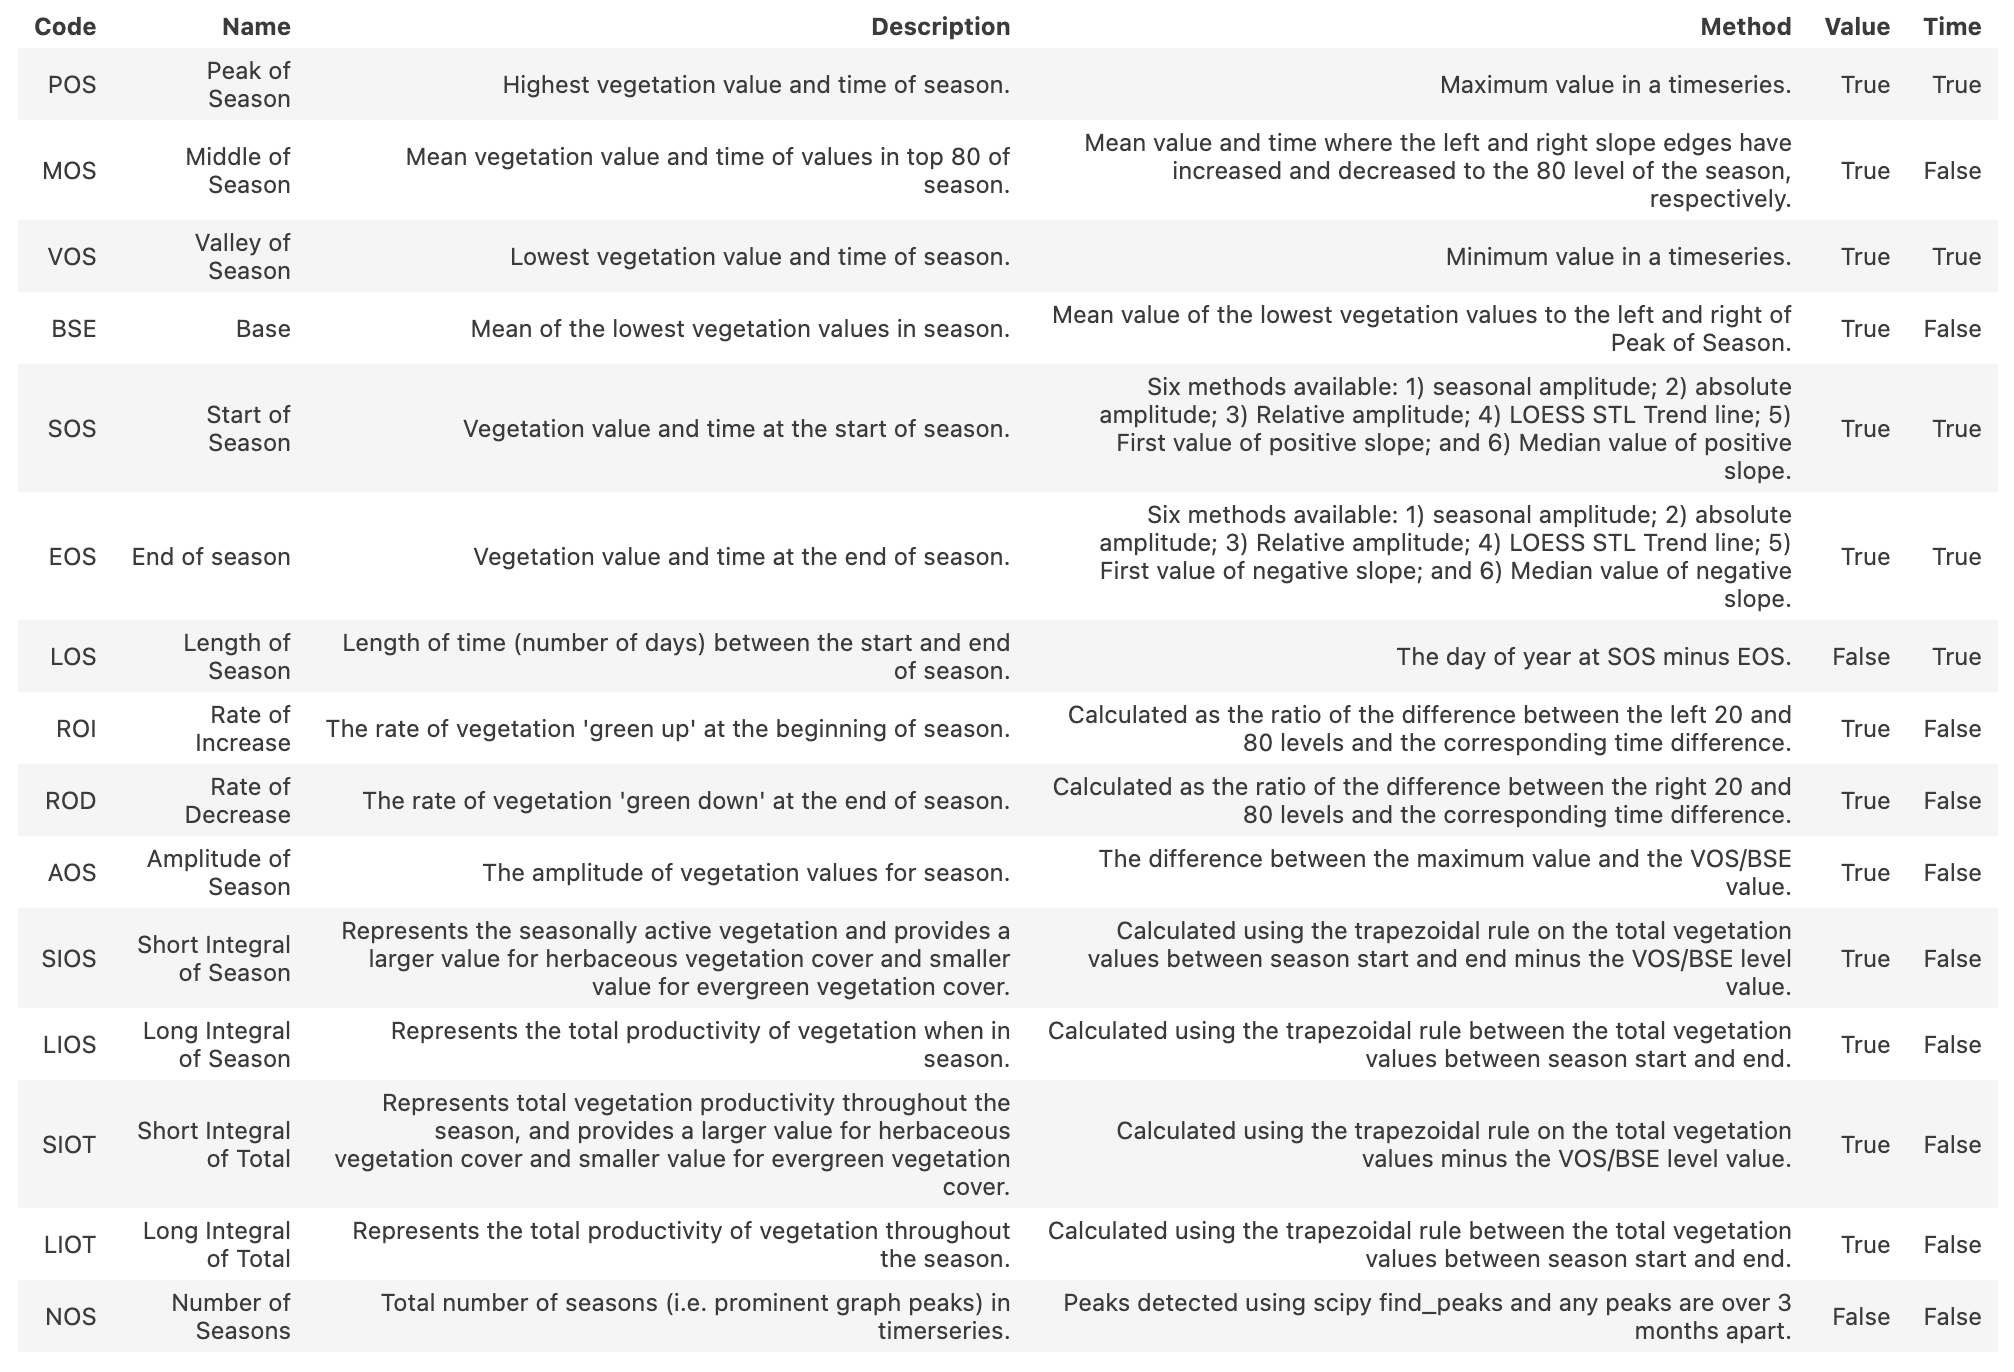 Code Name Description Method Value Time
POS Peak of Season Highest vegetation value and time of season. Maximum value in a timeseries. True True
MOS Middle of Season Mean vegetation value and time of values in top 80 of season. Mean value and time where the left and right slope edges have increased and decreased to the 80 level of the season, respectively. True False
VOS Valley of Season Lowest vegetation value and time of season. Minimum value in a timeseries. True True
BSE Base Mean of the lowest vegetation values in season. Mean value of the lowest vegetation values to the left and right of Peak of Season. True False
SOS Start of Season Vegetation value and time at the start of season. Six methods available: 1) seasonal amplitude; 2) absolute amplitude; 3) Relative amplitude; 4) LOESS STL Trend line; 5) First value of positive slope; and 6) Median value of positive slope. True True
EOS End of season Vegetation value and time at the end of season. Six methods available: 1) seasonal amplitude; 2) absolute amplitude; 3) Relative amplitude; 4) LOESS STL Trend line; 5) First value of negative slope; and 6) Median value of negative slope. True True
LOS Length of Season Length of time (number of days) between the start and end of season. The day of year at SOS minus EOS. False True
ROI Rate of Increase The rate of vegetation 'green up' at the beginning of season. Calculated as the ratio of the difference between the left 20 and 80 levels and the corresponding time difference. True False
ROD Rate of Decrease The rate of vegetation 'green down' at the end of season. Calculated as the ratio of the difference between the right 20 and 80 levels and the corresponding time difference. True False
AOS Amplitude of Season The amplitude of vegetation values for season. The difference between the maximum value and the VOS/BSE value. True False
SIOS Short Integral of Season Represents the seasonally active vegetation and provides a larger value for herbaceous vegetation cover and smaller value for evergreen vegetation cover. Calculated using the trapezoidal rule on the total vegetation values between season start and end minus the VOS/BSE level value. True False
LIOS Long Integral of Season Represents the total productivity of vegetation when in season. Calculated using the trapezoidal rule between the total vegetation values between season start and end. True False
SIOT Short Integral of Total Represents total vegetation productivity throughout the season, and provides a larger value for herbaceous vegetation cover and smaller value for evergreen vegetation cover. Calculated using the trapezoidal rule on the total vegetation values minus the VOS/BSE level value. True False
LIOT Long Integral of Total Represents the total productivity of vegetation throughout the season. Calculated using the trapezoidal rule between the total vegetation values between season start and end. True False
NOS Number of Seasons Total number of seasons (i.e. prominent graph peaks) in timerseries. Peaks detected using scipy find_peaks and any peaks are over 3 months apart. False False